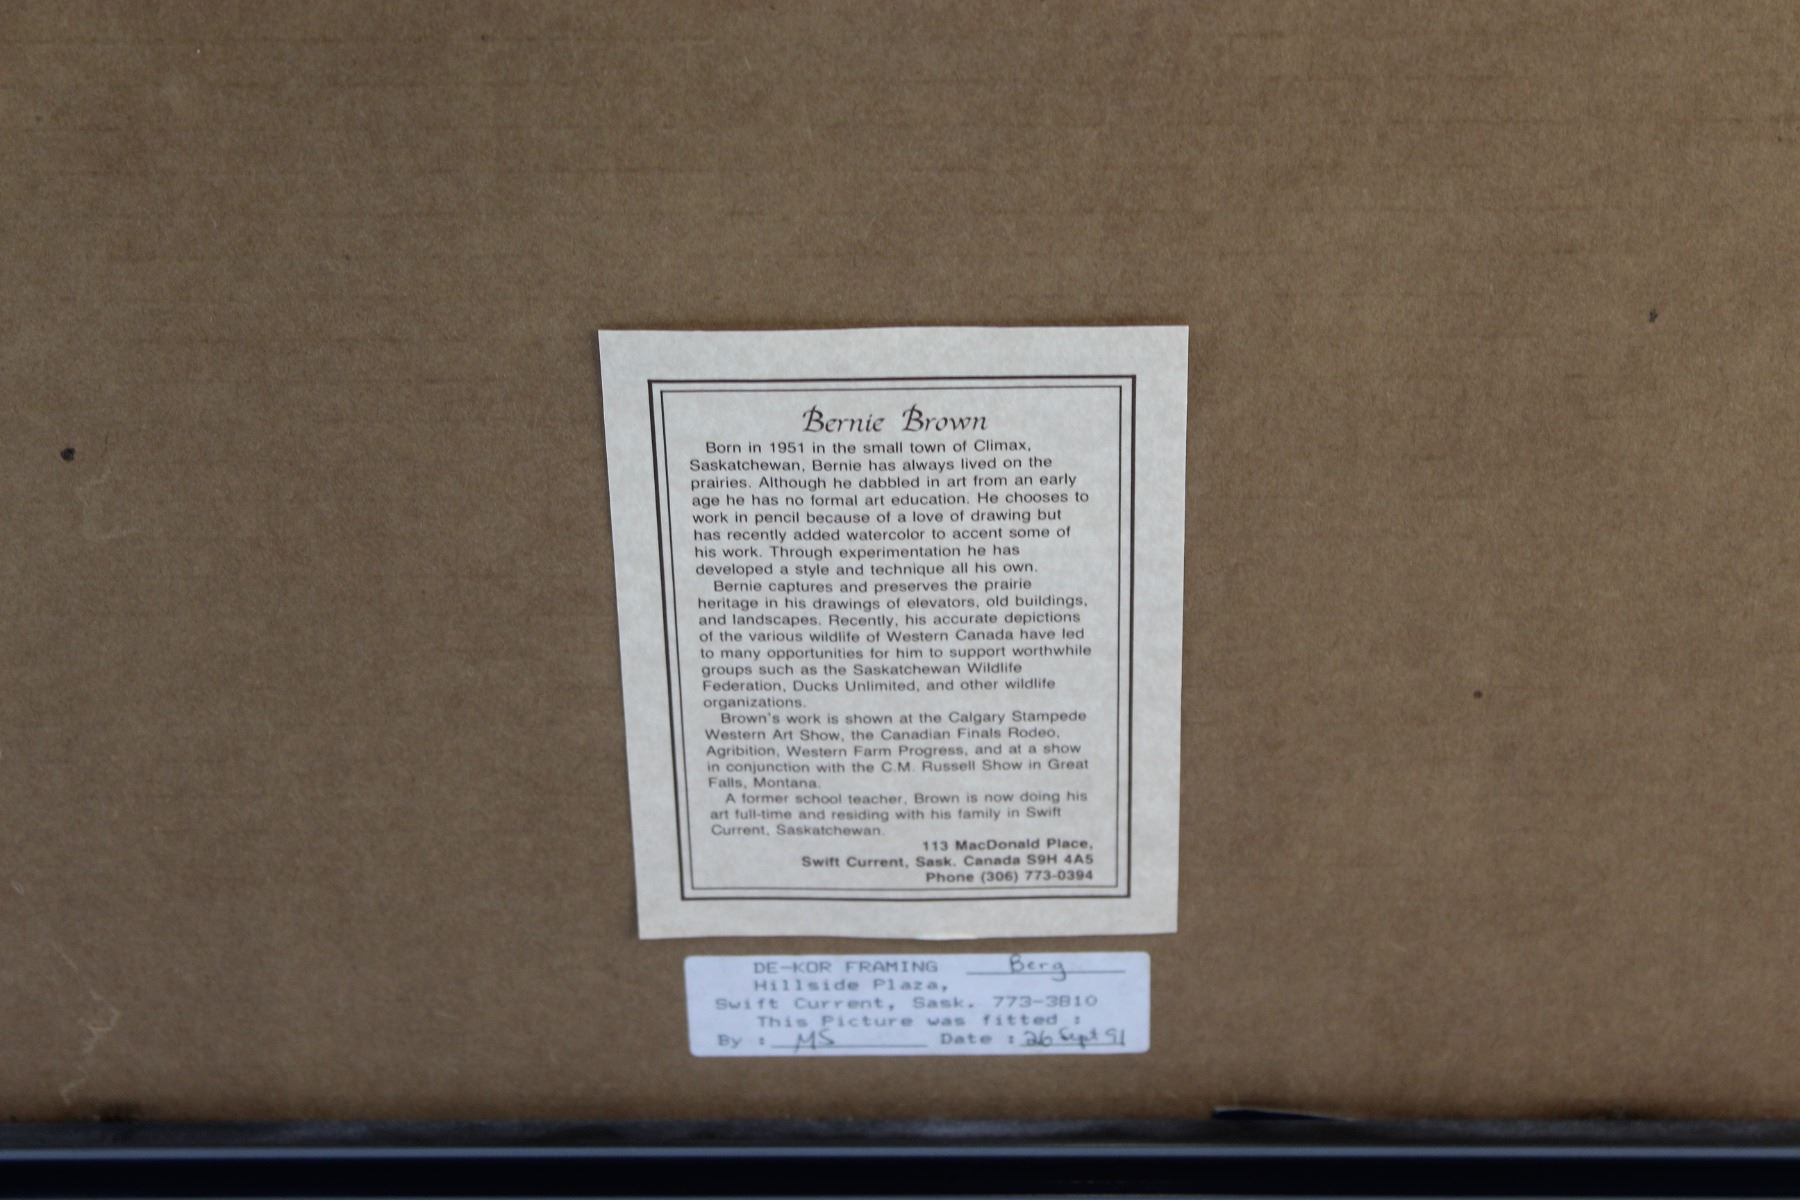 Bernie Brown
Born in 1951 in the small town of Climax,
Saskatchewan, Bernie has always lived on the
prairies. Although he dabbled in art from an early
age he has no formal art education. He chooses to
work in pencil because of a love of drawing but
has recently added watercolor to accent some of
his work. Through experimentation he has
developed a style and technique all his own.
Bernie captures and preserves the prairie
heritage in his drawings of elevators, old buildings,
and landscapes. Recently, his accurate depictions
of the various wildlife of Western Canada have led
to many opportunities for him to support worthwhile
groups such as the Saskatchewan Wildlife
Federation, Ducks Unlimited, and other wildlife
organizations.
Brown's work is shown at the Calgary Stampede
Western Art Show, the Canadian Finals Rodeo,
Agribition, Western Farm Progress, and at a show
in conjunction with the C.M. Russell Show in Great
Falls, Montana.
A former school teacher, Brown is now doing his
art full-time and residing with his family in Swift
Current, Saskatchewan.
113 MacDonald Place,
Swift Current, Sask. Canada S9H 4A5
Phone (306) 773-0394
DE-KOR FRAMING Berg
Hillside Plaza,
Swift Current, Sask. 773-3810
This Picture was fitted :
By : MS Date : 26 Sept 91